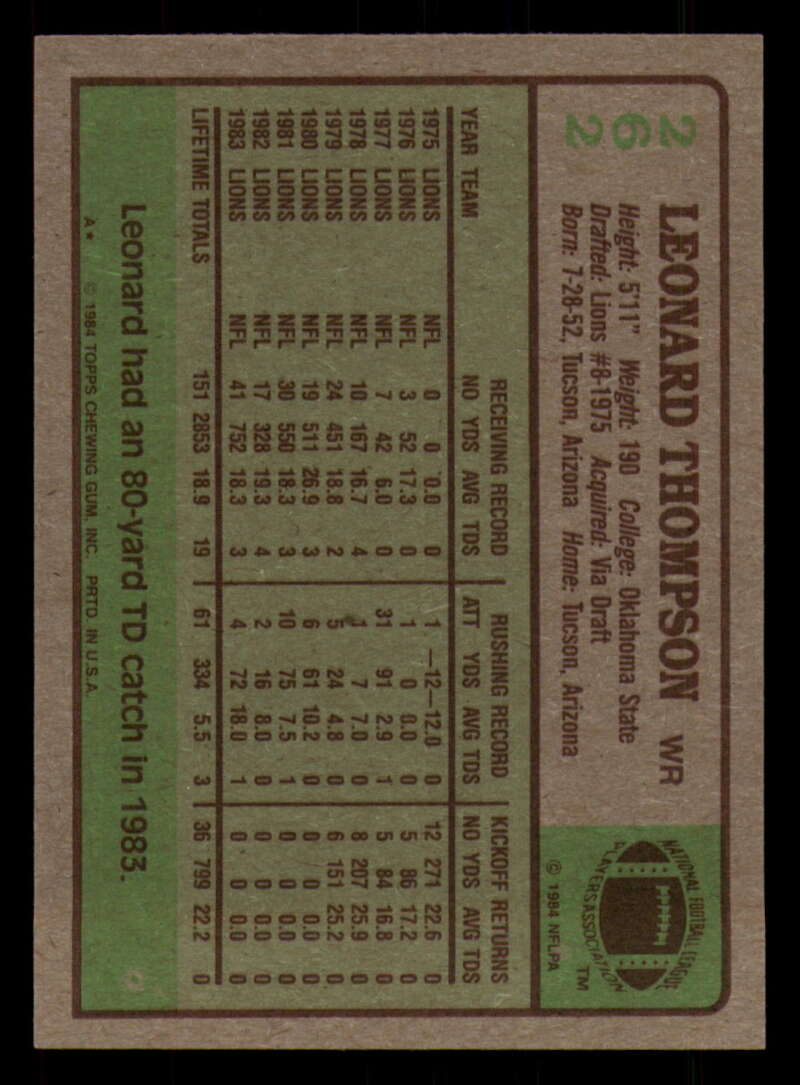 262
LEONARD THOMPSON WR
Height: 5'11" Weight: 190 College: Oklahoma State
Drafted: Lions #8-1975 Acquired: Via Draft
Born: 7-28-52, Tucson, Arizona Home: Tucson, Arizona
NATIONAL FOOTBALL LEAGUE
PLAYERS ASSOCIATION
TM
© 1984 NFLPA
RECEIVING RECORD RUSHING RECORD KICKOFF RETURNS
YEAR TEAM NO YDS AVG TDS ATT YDS AVG TDS NO YDS AVG TDS
1975 LIONS NFL 0 0 0.0 0 1 —12 —12.0 0 12 271 22.6 0
1976 LIONS NFL 3 52 17.3 0 1 0 0.0 0 5 86 17.2 0
1977 LIONS NFL 7 42 6.0 0 31 91 2.9 1 5 84 16.8 0
1978 LIONS NFL 10 167 16.7 4 1 7 7.0 0 8 207 25.9 0
1979 LIONS NFL 24 451 18.8 2 5 24 4.8 0 6 151 25.2 0
1980 LIONS NFL 19 511 26.9 3 6 61 10.2 0 0 0 0.0 0
1981 LIONS NFL 30 550 18.3 3 10 75 7.5 1 0 0 0.0 0
1982 LIONS NFL 17 328 19.3 4 2 16 8.0 0 0 0 0.0 0
1983 LIONS NFL 41 752 18.3 3 4 72 18.0 1 0 0 0.0 0
LIFETIME TOTALS 151 2853 18.9 19 61 334 5.5 3 36 799 22.2 0
Leonard had an 80-yard TD catch in 1983.
A* © 1984 TOPPS CHEWING GUM, INC. PRTD. IN U.S.A.